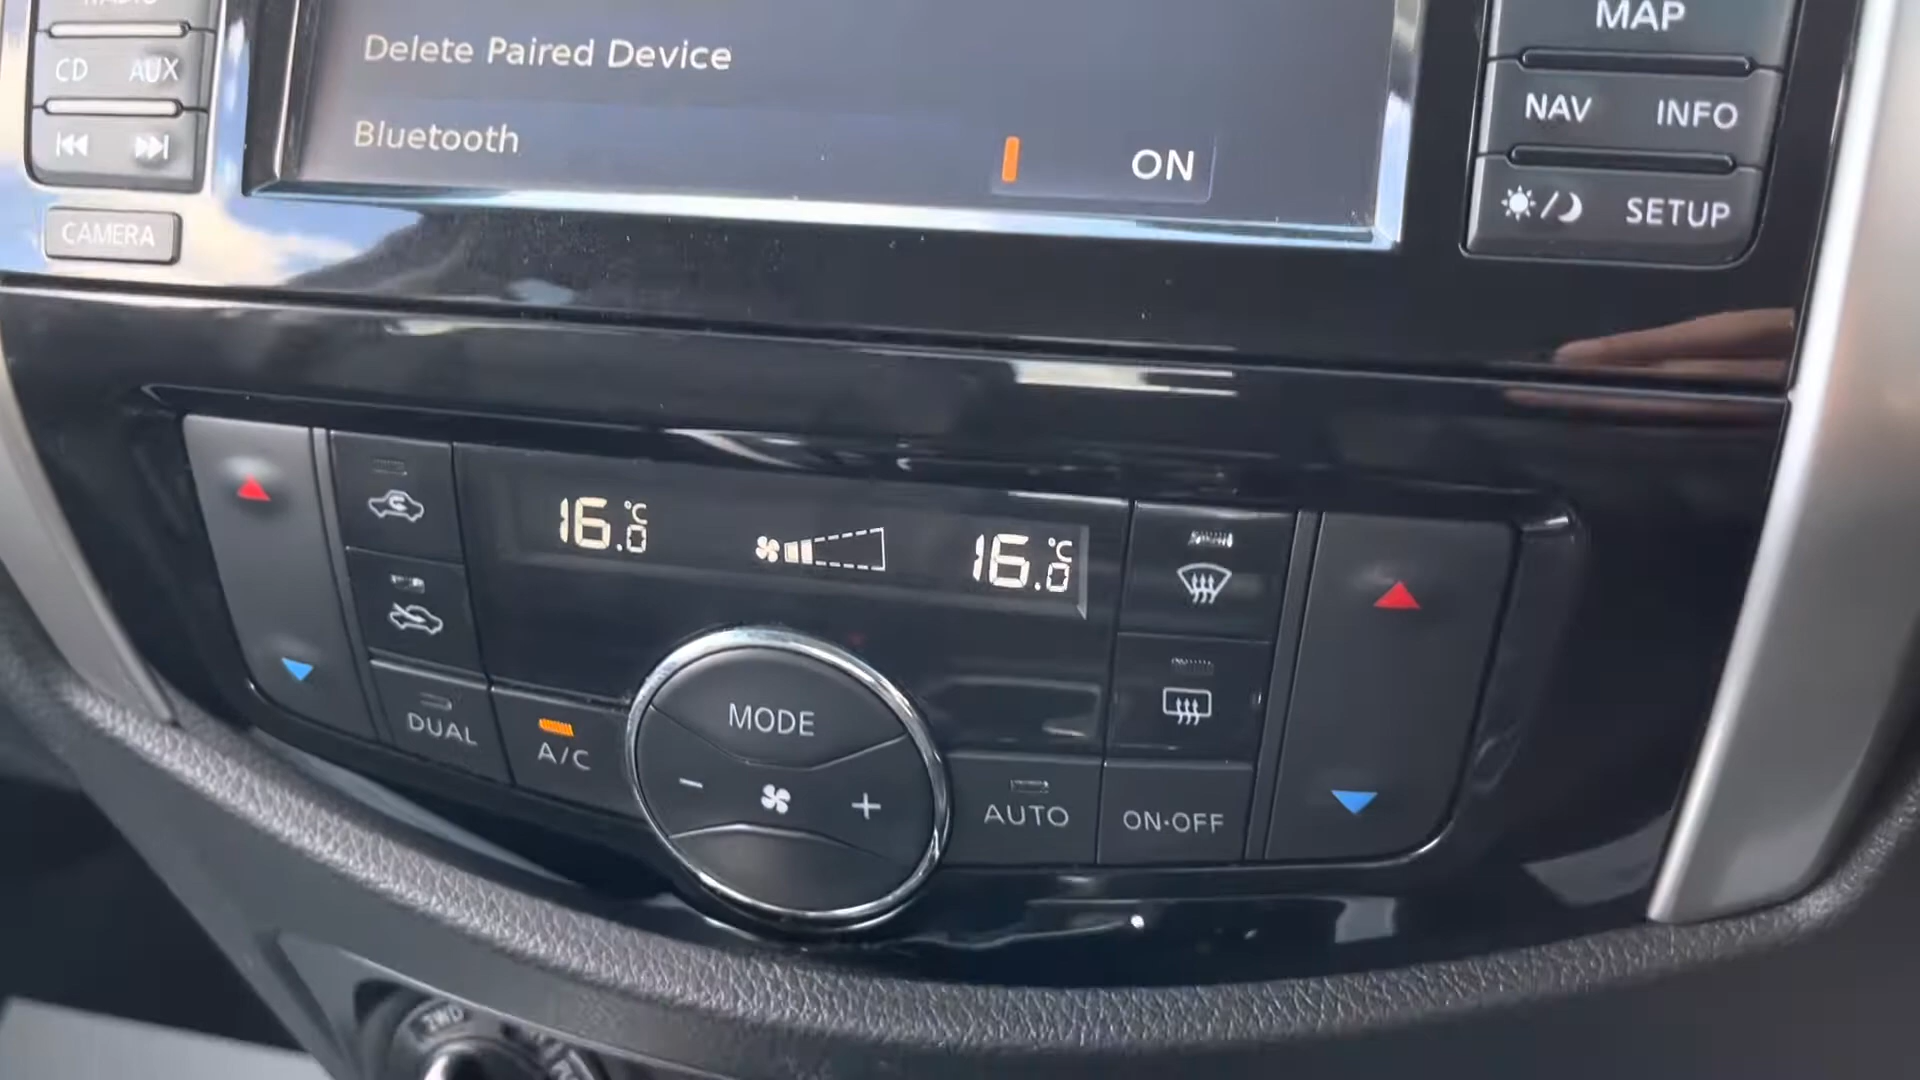 RADIO
CD AUX
CAMERA
Delete Paired Device
Bluetooth ON
MAP
NAV INFO
SETUP
16.0 °C
16.0 °C
DUAL
A/C
MODE
- +
AUTO
ON·OFF